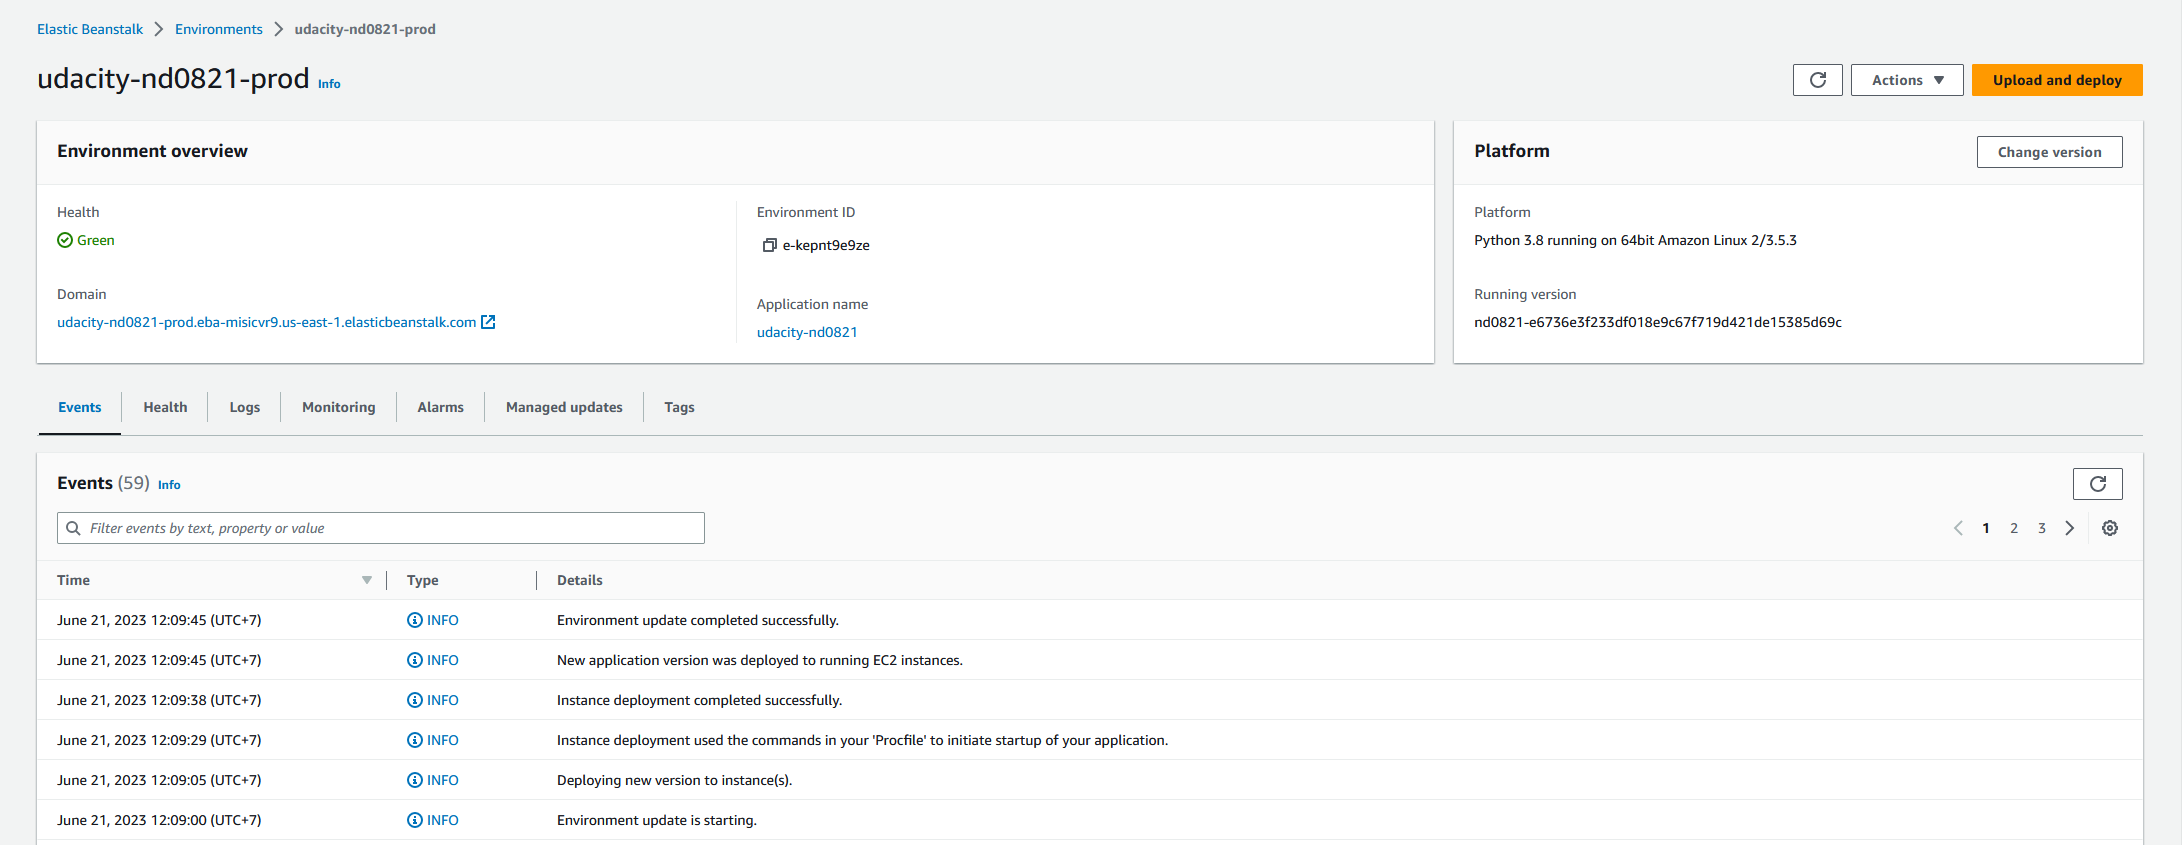 Elastic Beanstalk > Environments > udacity-nd0821-prod
udacity-nd0821-prod Info
Actions Upload and deploy
Environment overview
Health
Green
Domain
udacity-nd0821-prod.eba-misicvr9.us-east-1.elasticbeanstalk.com
Environment ID
e-kepnt9e9ze
Application name
udacity-nd0821
Platform Change version
Platform
Python 3.8 running on 64bit Amazon Linux 2/3.5.3
Running version
nd0821-e6736e3f233df018e9c67f719d421de15385d69c
Events Health Logs Monitoring Alarms Managed updates Tags
Events (59) Info
Filter events by text, property or value
1 2 3
Time Type Details
June 21, 2023 12:09:45 (UTC+7) INFO Environment update completed successfully.
June 21, 2023 12:09:45 (UTC+7) INFO New application version was deployed to running EC2 instances.
June 21, 2023 12:09:38 (UTC+7) INFO Instance deployment completed successfully.
June 21, 2023 12:09:29 (UTC+7) INFO Instance deployment used the commands in your 'Procfile' to initiate startup of your application.
June 21, 2023 12:09:05 (UTC+7) INFO Deploying new version to instance(s).
June 21, 2023 12:09:00 (UTC+7) INFO Environment update is starting.